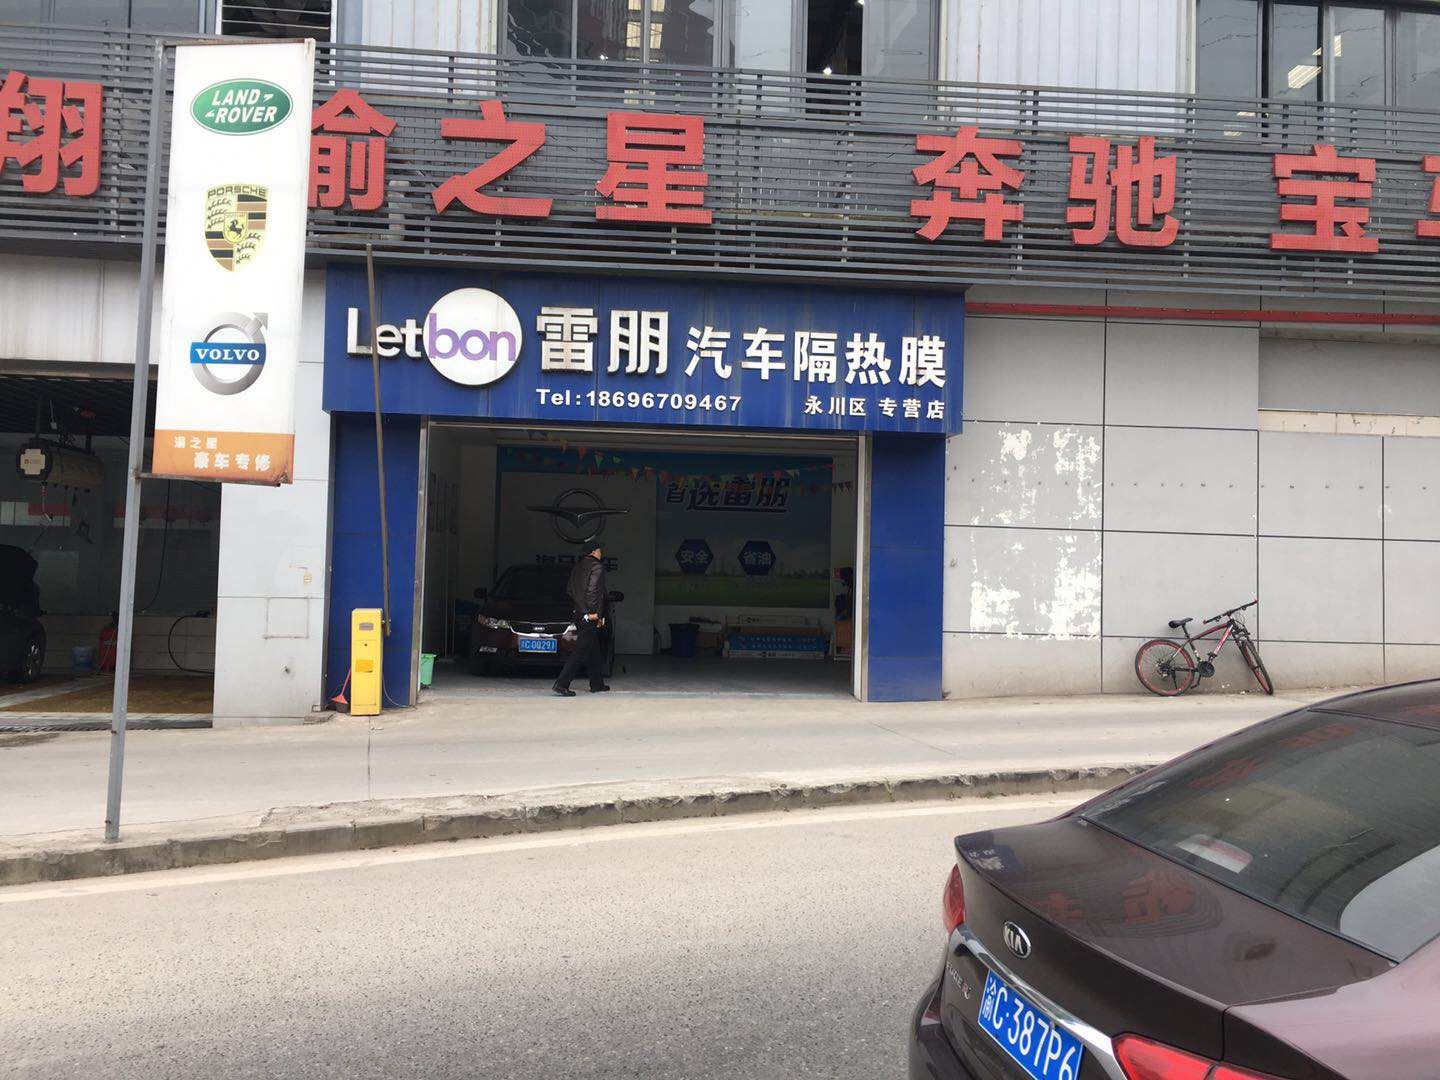 翔 渝之星 奔驰 宝
LAND ROVER
PORSCHE
VOLVO
渝之星
豪车专修
Letbon 雷朋 汽车隔热膜
Tel:18696709467 永川区 专营店
首选雷朋
安全 省油
KIA
渝C·387P6